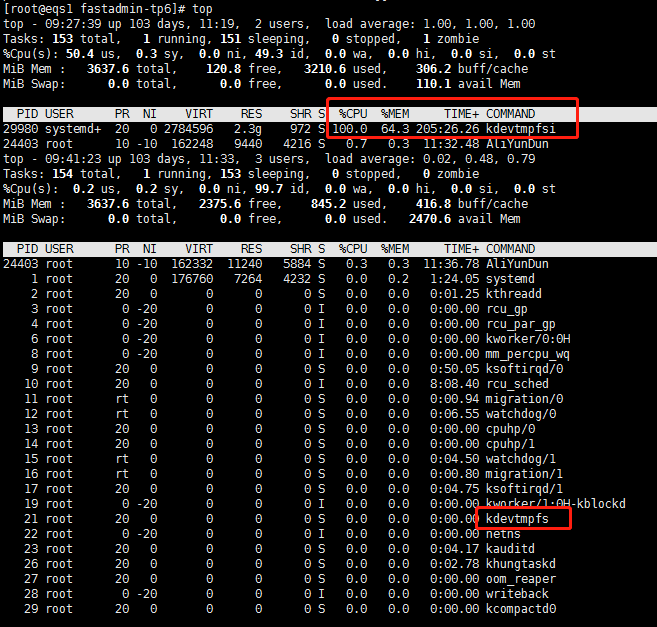 [root@eqs1 fastadmin-tp6]# top
top - 09:27:39 up 103 days, 11:19,  2 users,  load average: 1.00, 1.00, 1.00
Tasks: 153 total,   1 running, 151 sleeping,   0 stopped,   1 zombie
%Cpu(s): 50.4 us,  0.3 sy,  0.0 ni, 49.3 id,  0.0 wa,  0.0 hi,  0.0 si,  0.0 st
MiB Mem :   3637.6 total,    120.8 free,   3210.6 used,    306.2 buff/cache
MiB Swap:      0.0 total,      0.0 free,      0.0 used.    110.1 avail Mem
PID USER      PR  NI    VIRT    RES    SHR S  %CPU  %MEM     TIME+ COMMAND
29980 systemd+  20   0 2784596   2.3g    972 S 100.0  64.3 205:26.26 kdevtmpfsi
24403 root      10 -10  162248   9440   4216 S   0.7   0.3  11:32.48 AliYunDun
top - 09:41:23 up 103 days, 11:33,  3 users,  load average: 0.02, 0.48, 0.79
Tasks: 154 total,   1 running, 153 sleeping,   0 stopped,   0 zombie
%Cpu(s):  0.2 us,  0.2 sy,  0.0 ni, 99.7 id,  0.0 wa,  0.0 hi,  0.0 si,  0.0 st
MiB Mem :   3637.6 total,   2375.6 free,    845.2 used,    416.8 buff/cache
MiB Swap:      0.0 total,      0.0 free,      0.0 used.   2470.6 avail Mem
PID USER      PR  NI    VIRT    RES    SHR S  %CPU  %MEM     TIME+ COMMAND
24403 root      10 -10  162332  11240   5884 S   0.3   0.3  11:36.78 AliYunDun
1 root      20   0  176760   7264   4232 S   0.0   0.2   1:24.05 systemd
2 root      20   0       0      0      0 S   0.0   0.0   0:01.25 kthreadd
3 root       0 -20       0      0      0 I   0.0   0.0   0:00.00 rcu_gp
4 root       0 -20       0      0      0 I   0.0   0.0   0:00.00 rcu_par_gp
6 root       0 -20       0      0      0 I   0.0   0.0   0:00.00 kworker/0:0H
8 root       0 -20       0      0      0 I   0.0   0.0   0:00.00 mm_percpu_wq
9 root      20   0       0      0      0 S   0.0   0.0   0:50.05 ksoftirqd/0
10 root      20   0       0      0      0 I   0.0   0.0   8:08.40 rcu_sched
11 root      rt   0       0      0      0 S   0.0   0.0   0:00.94 migration/0
12 root      rt   0       0      0      0 S   0.0   0.0   0:06.55 watchdog/0
13 root      20   0       0      0      0 S   0.0   0.0   0:00.00 cpuhp/0
14 root      20   0       0      0      0 S   0.0   0.0   0:00.00 cpuhp/1
15 root      rt   0       0      0      0 S   0.0   0.0   0:04.50 watchdog/1
16 root      rt   0       0      0      0 S   0.0   0.0   0:00.80 migration/1
17 root      20   0       0      0      0 S   0.0   0.0   0:04.75 ksoftirqd/1
19 root       0 -20       0      0      0 I   0.0   0.0   0:00.00 kworker/1:0H-kblockd
21 root      20   0       0      0      0 S   0.0   0.0   0:00.00 kdevtmpfs
22 root       0 -20       0      0      0 I   0.0   0.0   0:00.00 netns
23 root      20   0       0      0      0 S   0.0   0.0   0:04.17 kauditd
26 root      20   0       0      0      0 S   0.0   0.0   0:02.78 khungtaskd
27 root      20   0       0      0      0 S   0.0   0.0   0:00.00 oom_reaper
28 root       0 -20       0      0      0 I   0.0   0.0   0:00.00 writeback
29 root      20   0       0      0      0 S   0.0   0.0   0:00.00 kcompactd0